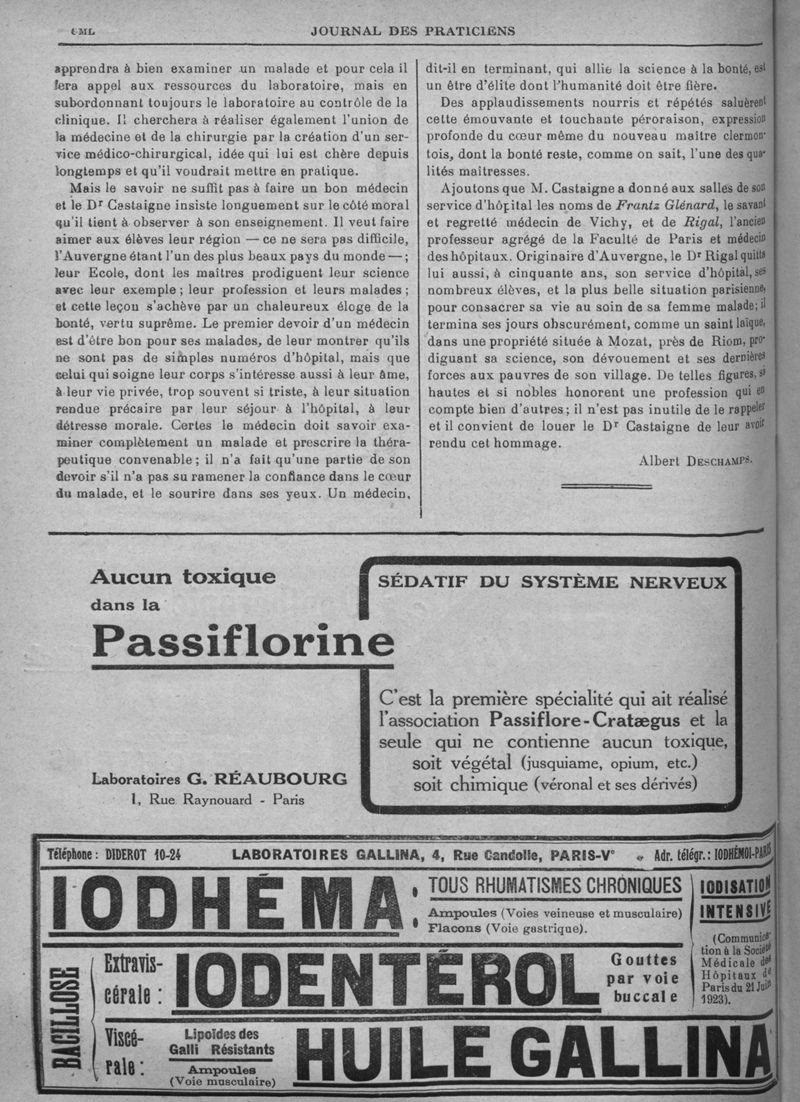 JOURNAL DES PRATICIENS
apprendra à bien examiner un malade et pour cela il
fera appel aux ressources du laboratoire, mais en
subordonnant toujours le laboratoire au contrôle de la
clinique. Il cherchera à réaliser également l'union de
la médecine et de la chirurgie par la création d'un ser-
vice médico-chirurgical, idée qui lui est chère depuis
longtemps et qu'il voudrait mettre en pratique.
Mais le savoir ne suffit pas à faire un bon médecin
et le Dr Castaigne insiste longuement sur le côté moral
qu'il tient à observer à son enseignement. Il veut faire
aimer aux élèves leur région — ce ne sera pas difficile,
l'Auvergne étant l'un des plus beaux pays du monde — ;
leur Ecole, dont les maîtres prodiguent leur science
avec leur exemple ; leur profession et leurs malades ;
et cette leçon s'achève par un chaleureux éloge de la
bonté, vertu suprême. Le premier devoir d'un médecin
est d'être bon pour ses malades, de leur montrer qu'ils
ne sont pas de simples numéros d'hôpital, mais que
celui qui soigne leur corps s'intéresse aussi à leur âme,
à leur vie privée, trop souvent si triste, à leur situation
rendue précaire par leur séjour à l'hôpital, à leur
détresse morale. Certes le médecin doit savoir exa-
miner complètement un malade et prescrire la théra-
peutique convenable ; il n'a fait qu'une partie de son
devoir s'il n'a pas su ramener la confiance dans le cœur
du malade, et le sourire dans ses yeux. Un médecin,
dit-il en terminant, qui allie la science à la bonté, est
un être d'élite dont l'humanité doit être fière.
Des applaudissements nourris et répétés saluèrent
cette émouvante et touchante péroraison, expression
profonde du cœur même du nouveau maître clermon-
tois, dont la bonté reste, comme on sait, l'une des qua-
lités maîtresses.
Ajoutons que M. Castaigne a donné aux salles de son
service d'hôpital les noms de Frantz Glénard, le savant
et regretté médecin de Vichy, et de Rigal, l'ancien
professeur agrégé de la Faculté de Paris et médecin
des hôpitaux. Originaire d'Auvergne, le Dr Rigal quitta
lui aussi, à cinquante ans, son service d'hôpital, ses
nombreux élèves, et la plus belle situation parisienne,
pour consacrer sa vie au soin de sa femme malade ; il
termina ses jours obscurément, comme un saint laïque,
dans une propriété située à Mozat, près de Riom, pro-
diguant sa science, son dévouement et ses dernières
forces aux pauvres de son village. De telles figures, si
hautes et si nobles honorent une profession qui en
compte bien d'autres ; il n'est pas inutile de le rappeler
et il convient de louer le Dr Castaigne de leur avoir
rendu cet hommage.
Albert DESCHAMPS.
Aucun toxique
dans la
Passiflorine
Laboratoires G. RÉAUBOURG
1, Rue Raynouard - Paris
SÉDATIF DU SYSTÈME NERVEUX
C'est la première spécialité qui ait réalisé
l'association Passiflore-Cratægus et la
seule qui ne contienne aucun toxique,
soit végétal (jusquiame, opium, etc.)
soit chimique (véronal et ses dérivés)
Téléphone : DIDEROT 10-24 LABORATOIRES GALLINA, 4, Rue Candolle, PARIS-V° Adr. télégr. : IODHÉMOI-PARIS
IODHÉMA :
TOUS RHUMATISMES CHRONIQUES
Ampoules (Voies veineuse et musculaire)
Flacons (Voie gastrique).
IODISATION
INTENSIVE
(Communica-
tion à la Société
Médicale des
Hôpitaux de
Paris du 21 Juin
1923).
BACILLOSE
Extravis-
cérale :
IODENTÉROL
Gouttes
par voie
buccale
Viscé-
rale :
Lipoïdes des
Galli Résistants
Ampoules
(Voie musculaire)
HUILE GALLINA